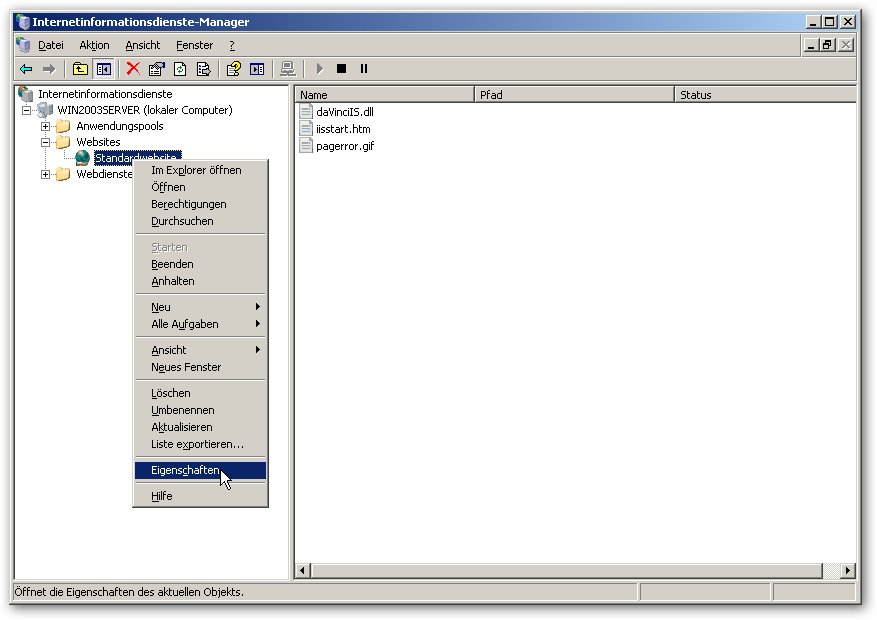 Internetinformationsdienste-Manager
Datei Aktion Ansicht Fenster ?
Internetinformationsdienste
WIN2003SERVER (lokaler Computer)
Anwendungspools
Websites
Standardwebsite
Webdienste
Im Explorer öffnen
Öffnen
Berechtigungen
Durchsuchen
Starten
Beenden
Anhalten
Neu
Alle Aufgaben
Ansicht
Neues Fenster
Löschen
Umbenennen
Aktualisieren
Liste exportieren...
Eigenschaften
Hilfe
Name Pfad Status
daVinciIS.dll
iisstart.htm
pagerror.gif
Öffnet die Eigenschaften des aktuellen Objekts.